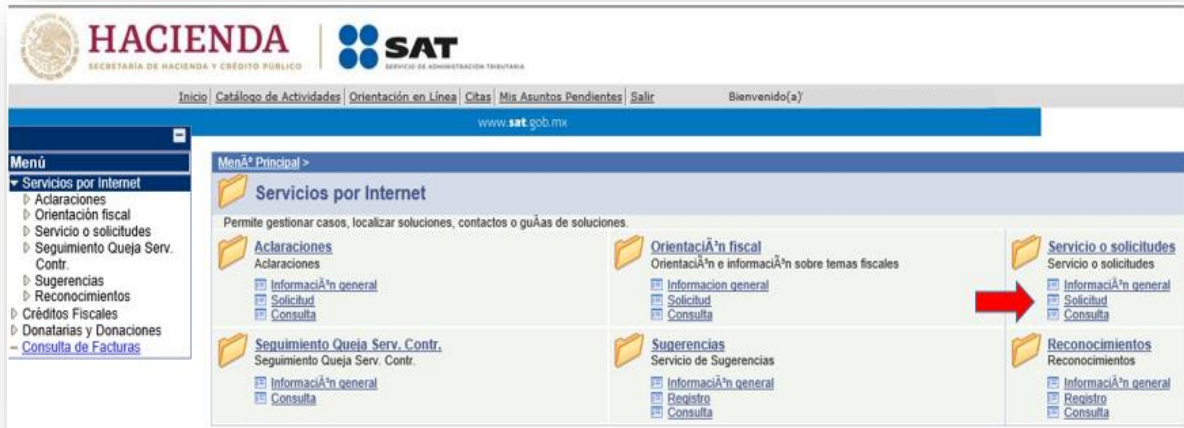 HACIENDA
SECRETARÍA DE HACIENDA Y CRÉDITO PÚBLICO
SAT
SERVICIO DE ADMINISTRACIÓN TRIBUTARIA
Inicio Catálogo de Actividades Orientación en Línea Citas Mis Asuntos Pendientes Salir Bienvenido(a)'
www.sat.gob.mx
Menú
Servicios por Internet
Aclaraciones
Orientación fiscal
Servicio o solicitudes
Seguimiento Queja Serv.
Contr.
Sugerencias
Reconocimientos
Créditos Fiscales
Donatarias y Donaciones
Consulta de Facturas
MenÃº Principal >
Servicios por Internet
Permite gestionar casos, localizar soluciones, contactos o guÃas de soluciones.
Aclaraciones
Aclaraciones
InformaciÃ³n general
Solicitud
Consulta
OrientaciÃ³n fiscal
OrientaciÃ³n e informaciÃ³n sobre temas fiscales
Informacion general
Solicitud
Consulta
Servicio o solicitudes
Servicio o solicitudes
InformaciÃ³n general
Solicitud
Consulta
Seguimiento Queja Serv. Contr.
Seguimiento Queja Serv. Contr.
InformaciÃ³n general
Consulta
Sugerencias
Servicio de Sugerencias
InformaciÃ³n general
Registro
Consulta
Reconocimientos
Reconocimientos
InformaciÃ³n general
Registro
Consulta